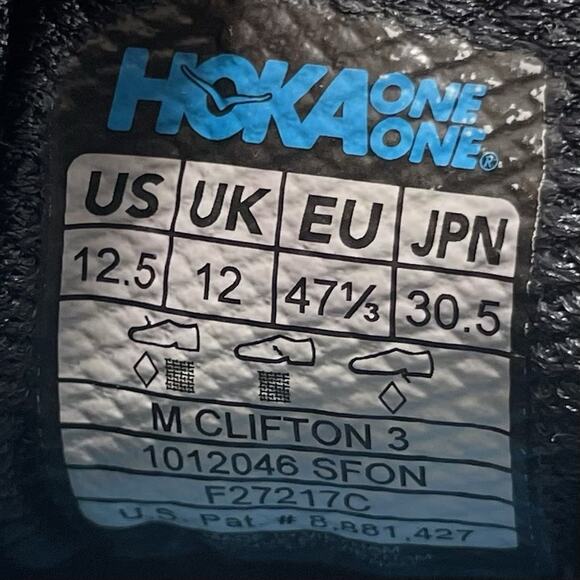 HOKA ONE ONE®
US UK EU JPN
12.5 12 47⅓ 30.5
M CLIFTON 3
1012046 SFON
F27217C
U.S. Pat. # 8,881,427